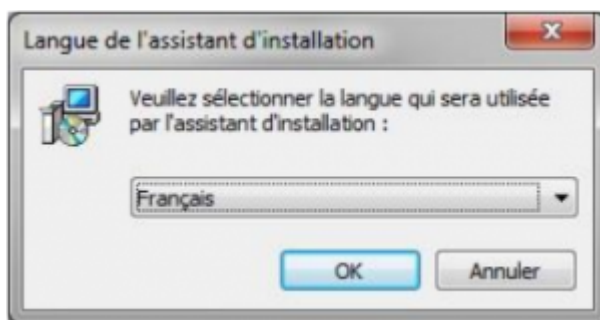 Langue de l'assistant d'installation
Veuillez sélectionner la langue qui sera utilisée
par l'assistant d'installation :
Français
OK
Annuler